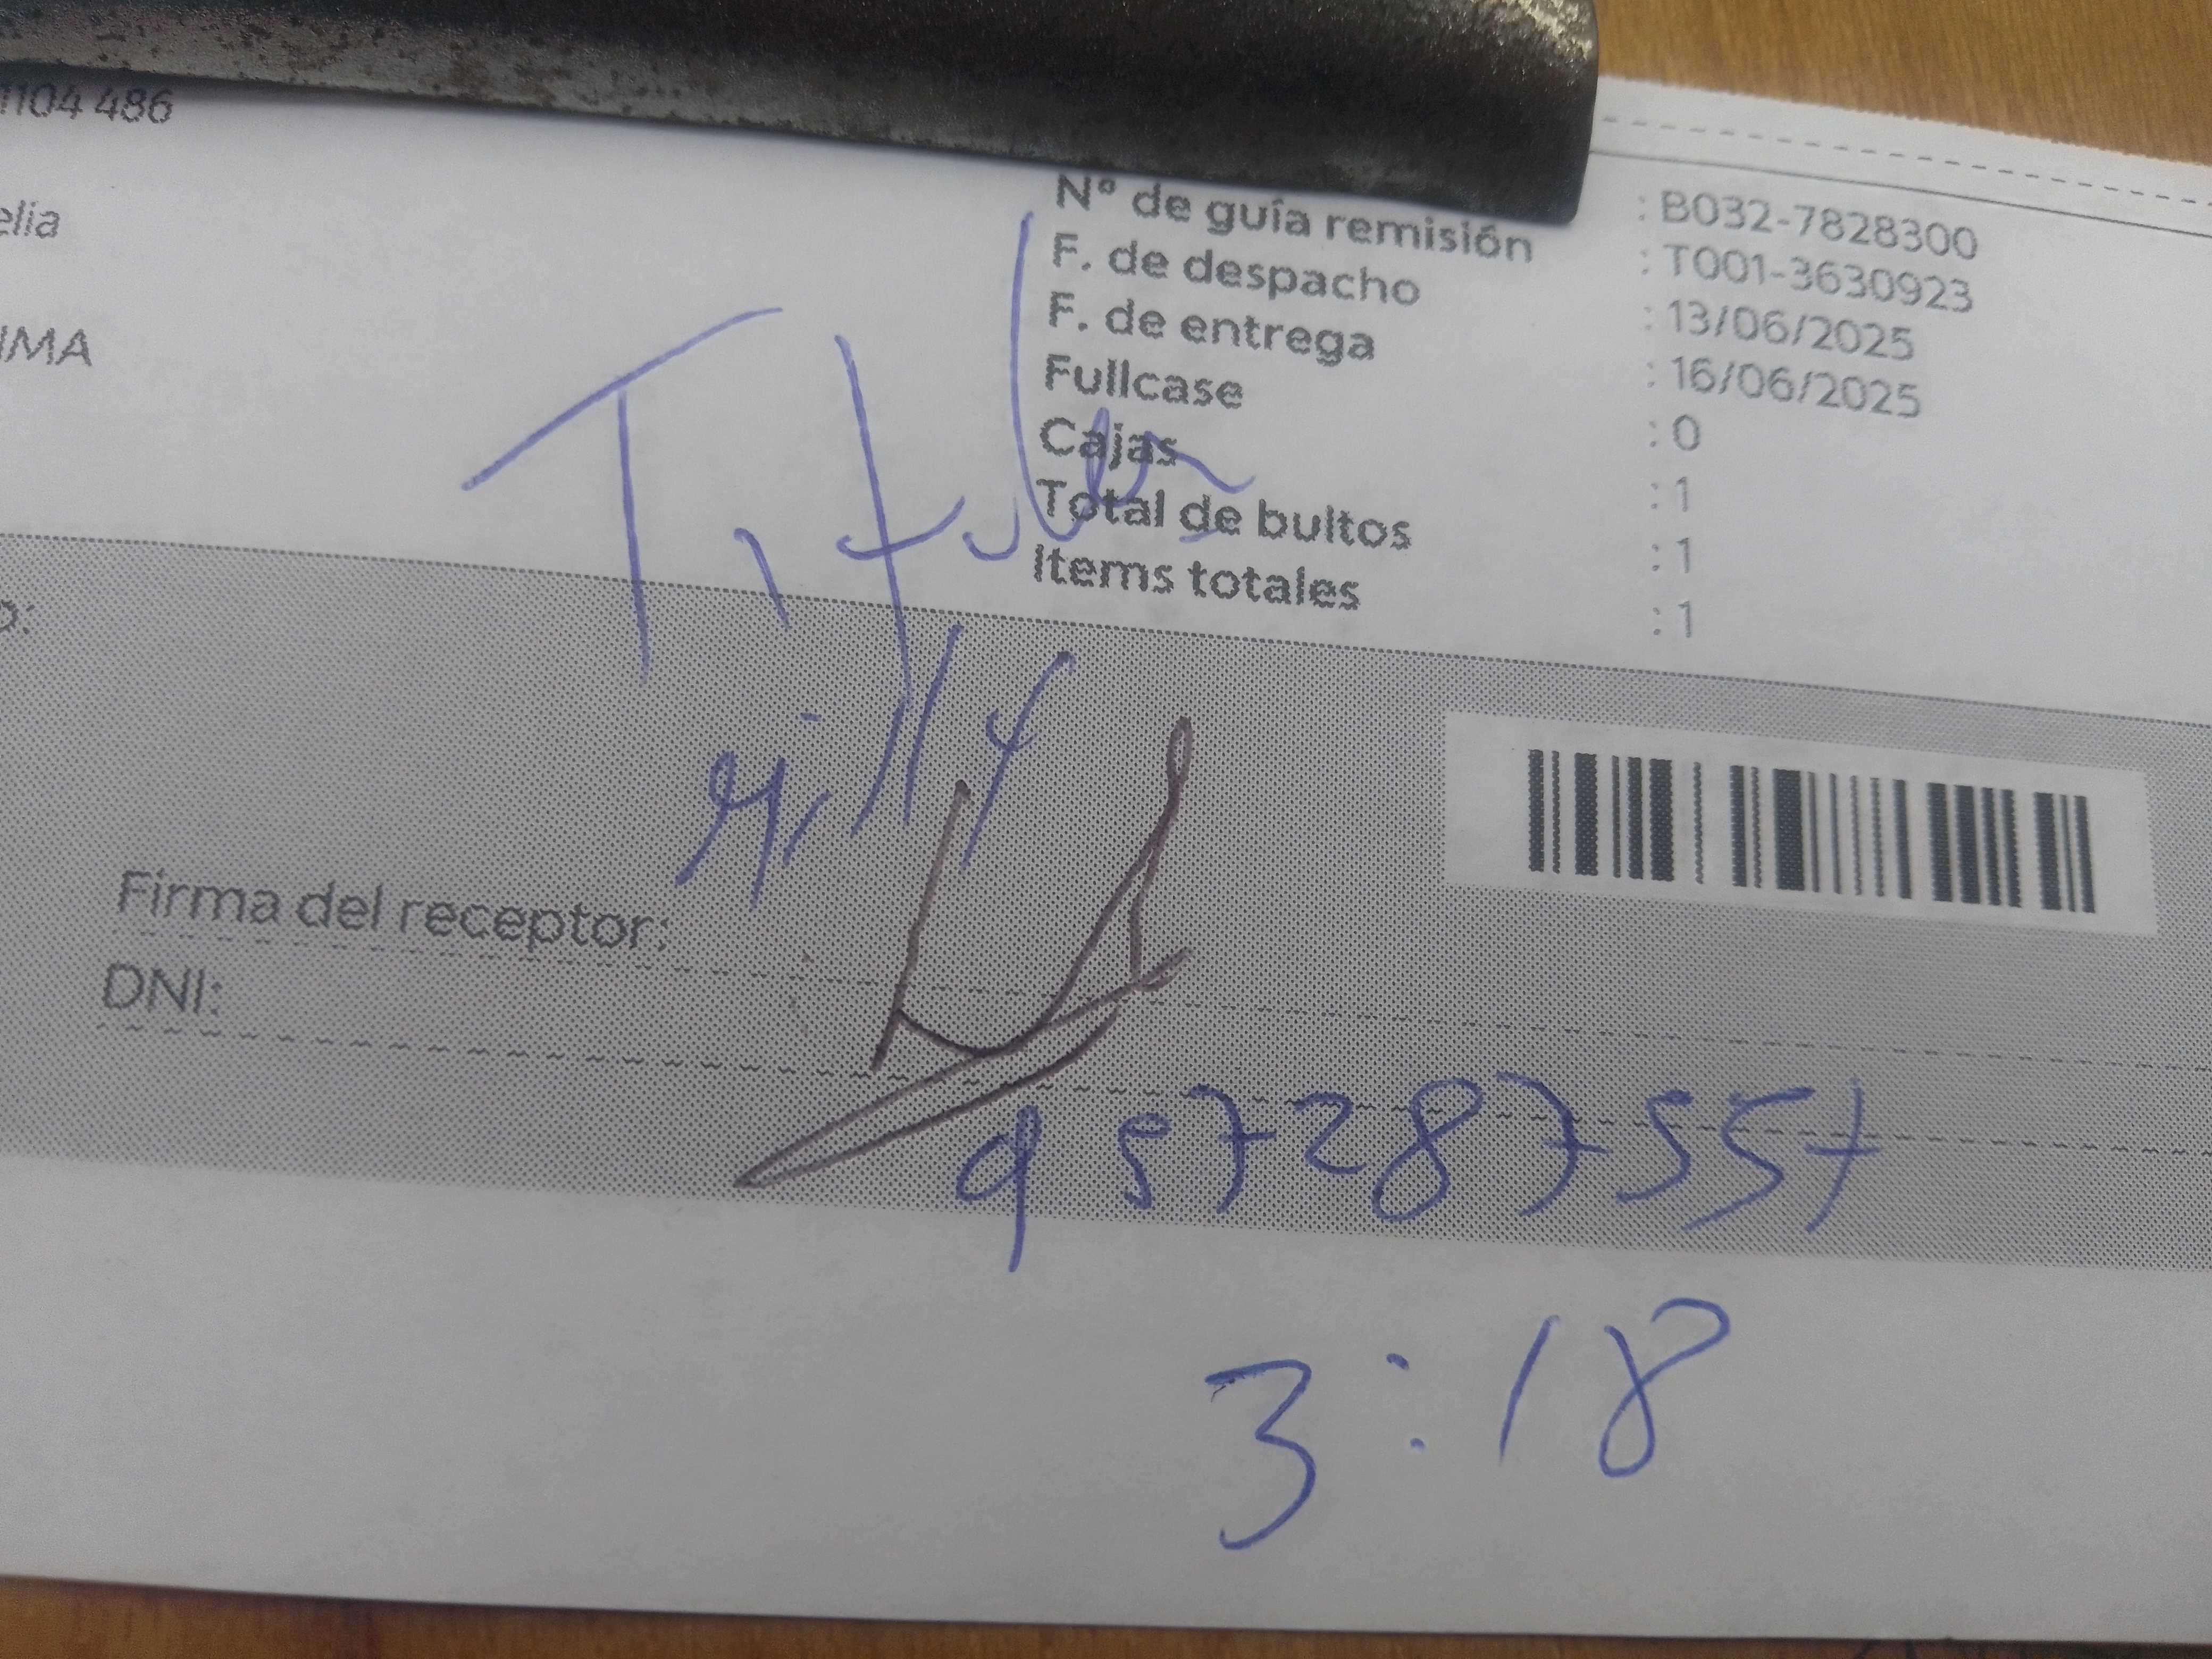 1104 486
elia
IMA
: B032-7828300
N° de guía remisión : T001-3630923
F. de despacho : 13/06/2025
F. de entrega : 16/06/2025
Fullcase : 0
Cajas : 1
Total de bultos : 1
Items totales : 1
Titular
o:
Firma del receptor:
DNI:
957287557
3:18